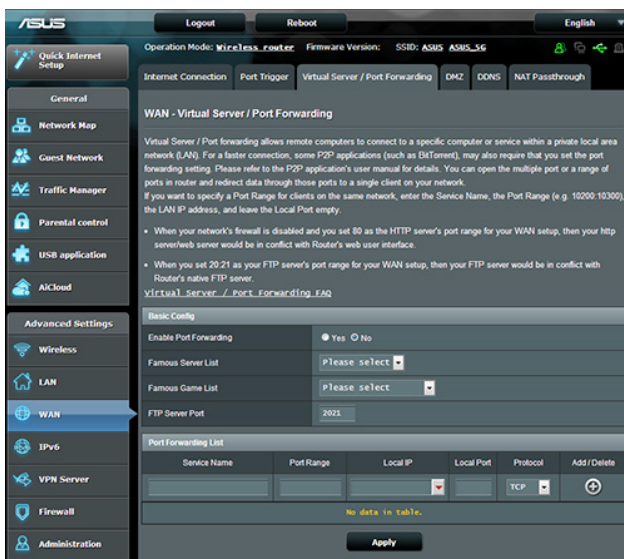 ASUS
Logout
Reboot
English
Quick Internet
Setup
Operation Mode: Wireless router Firmware Version: SSID: ASUS ASUS_5G
Internet Connection
Port Trigger
Virtual Server / Port Forwarding
DMZ
DDNS
NAT Passthrough
General
Network Map
Guest Network
Traffic Manager
Parental control
USB application
AiCloud
Advanced Settings
Wireless
LAN
WAN
IPv6
VPN Server
Firewall
Administration
WAN - Virtual Server / Port Forwarding
Virtual Server / Port forwarding allows remote computers to connect to a specific computer or service within a private local area
network (LAN). For a faster connection, some P2P applications (such as BitTorrent), may also require that you set the port
forwarding setting. Please refer to the P2P application's user manual for details. You can open the multiple port or a range of
ports in router and redirect data through those ports to a single client on your network.
If you want to specify a Port Range for clients on the same network, enter the Service Name, the Port Range (e.g. 10200:10300),
the LAN IP address, and leave the Local Port empty.
• When your network's firewall is disabled and you set 80 as the HTTP server's port range for your WAN setup, then your http
server/web server would be in conflict with Router's web user interface.
• When you set 20:21 as your FTP server's port range for your WAN setup, then your FTP server would be in conflict with
Router's native FTP server.
Virtual Server / Port Forwarding FAQ
Basic Config
Enable Port Forwarding Yes No
Famous Server List Please select
Famous Game List Please select
FTP Server Port 2021
Port Forwarding List
Service Name Port Range Local IP Local Port Protocol Add / Delete
TCP
No data in table.
Apply